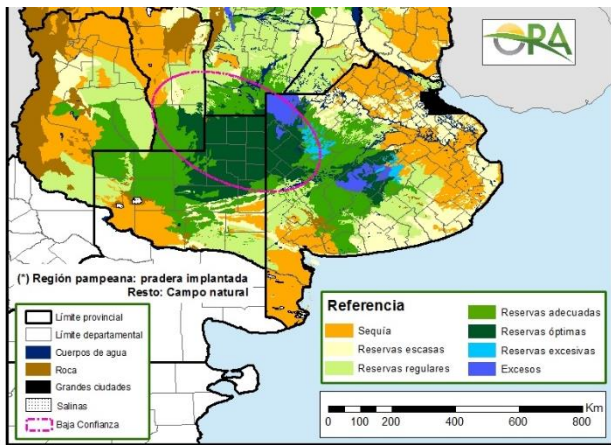 ORA
(*) Región pampeana: pradera implantada
Resto: Campo natural
Límite provincial
Límite departamental
Cuerpos de agua
Roca
Grandes ciudades
Salinas
Baja Confianza
Referencia
Sequía
Reservas escasas
Reservas regulares
Reservas adecuadas
Reservas óptimas
Reservas excesivas
Excesos
Km
0 50 100 200 300 400 600 800